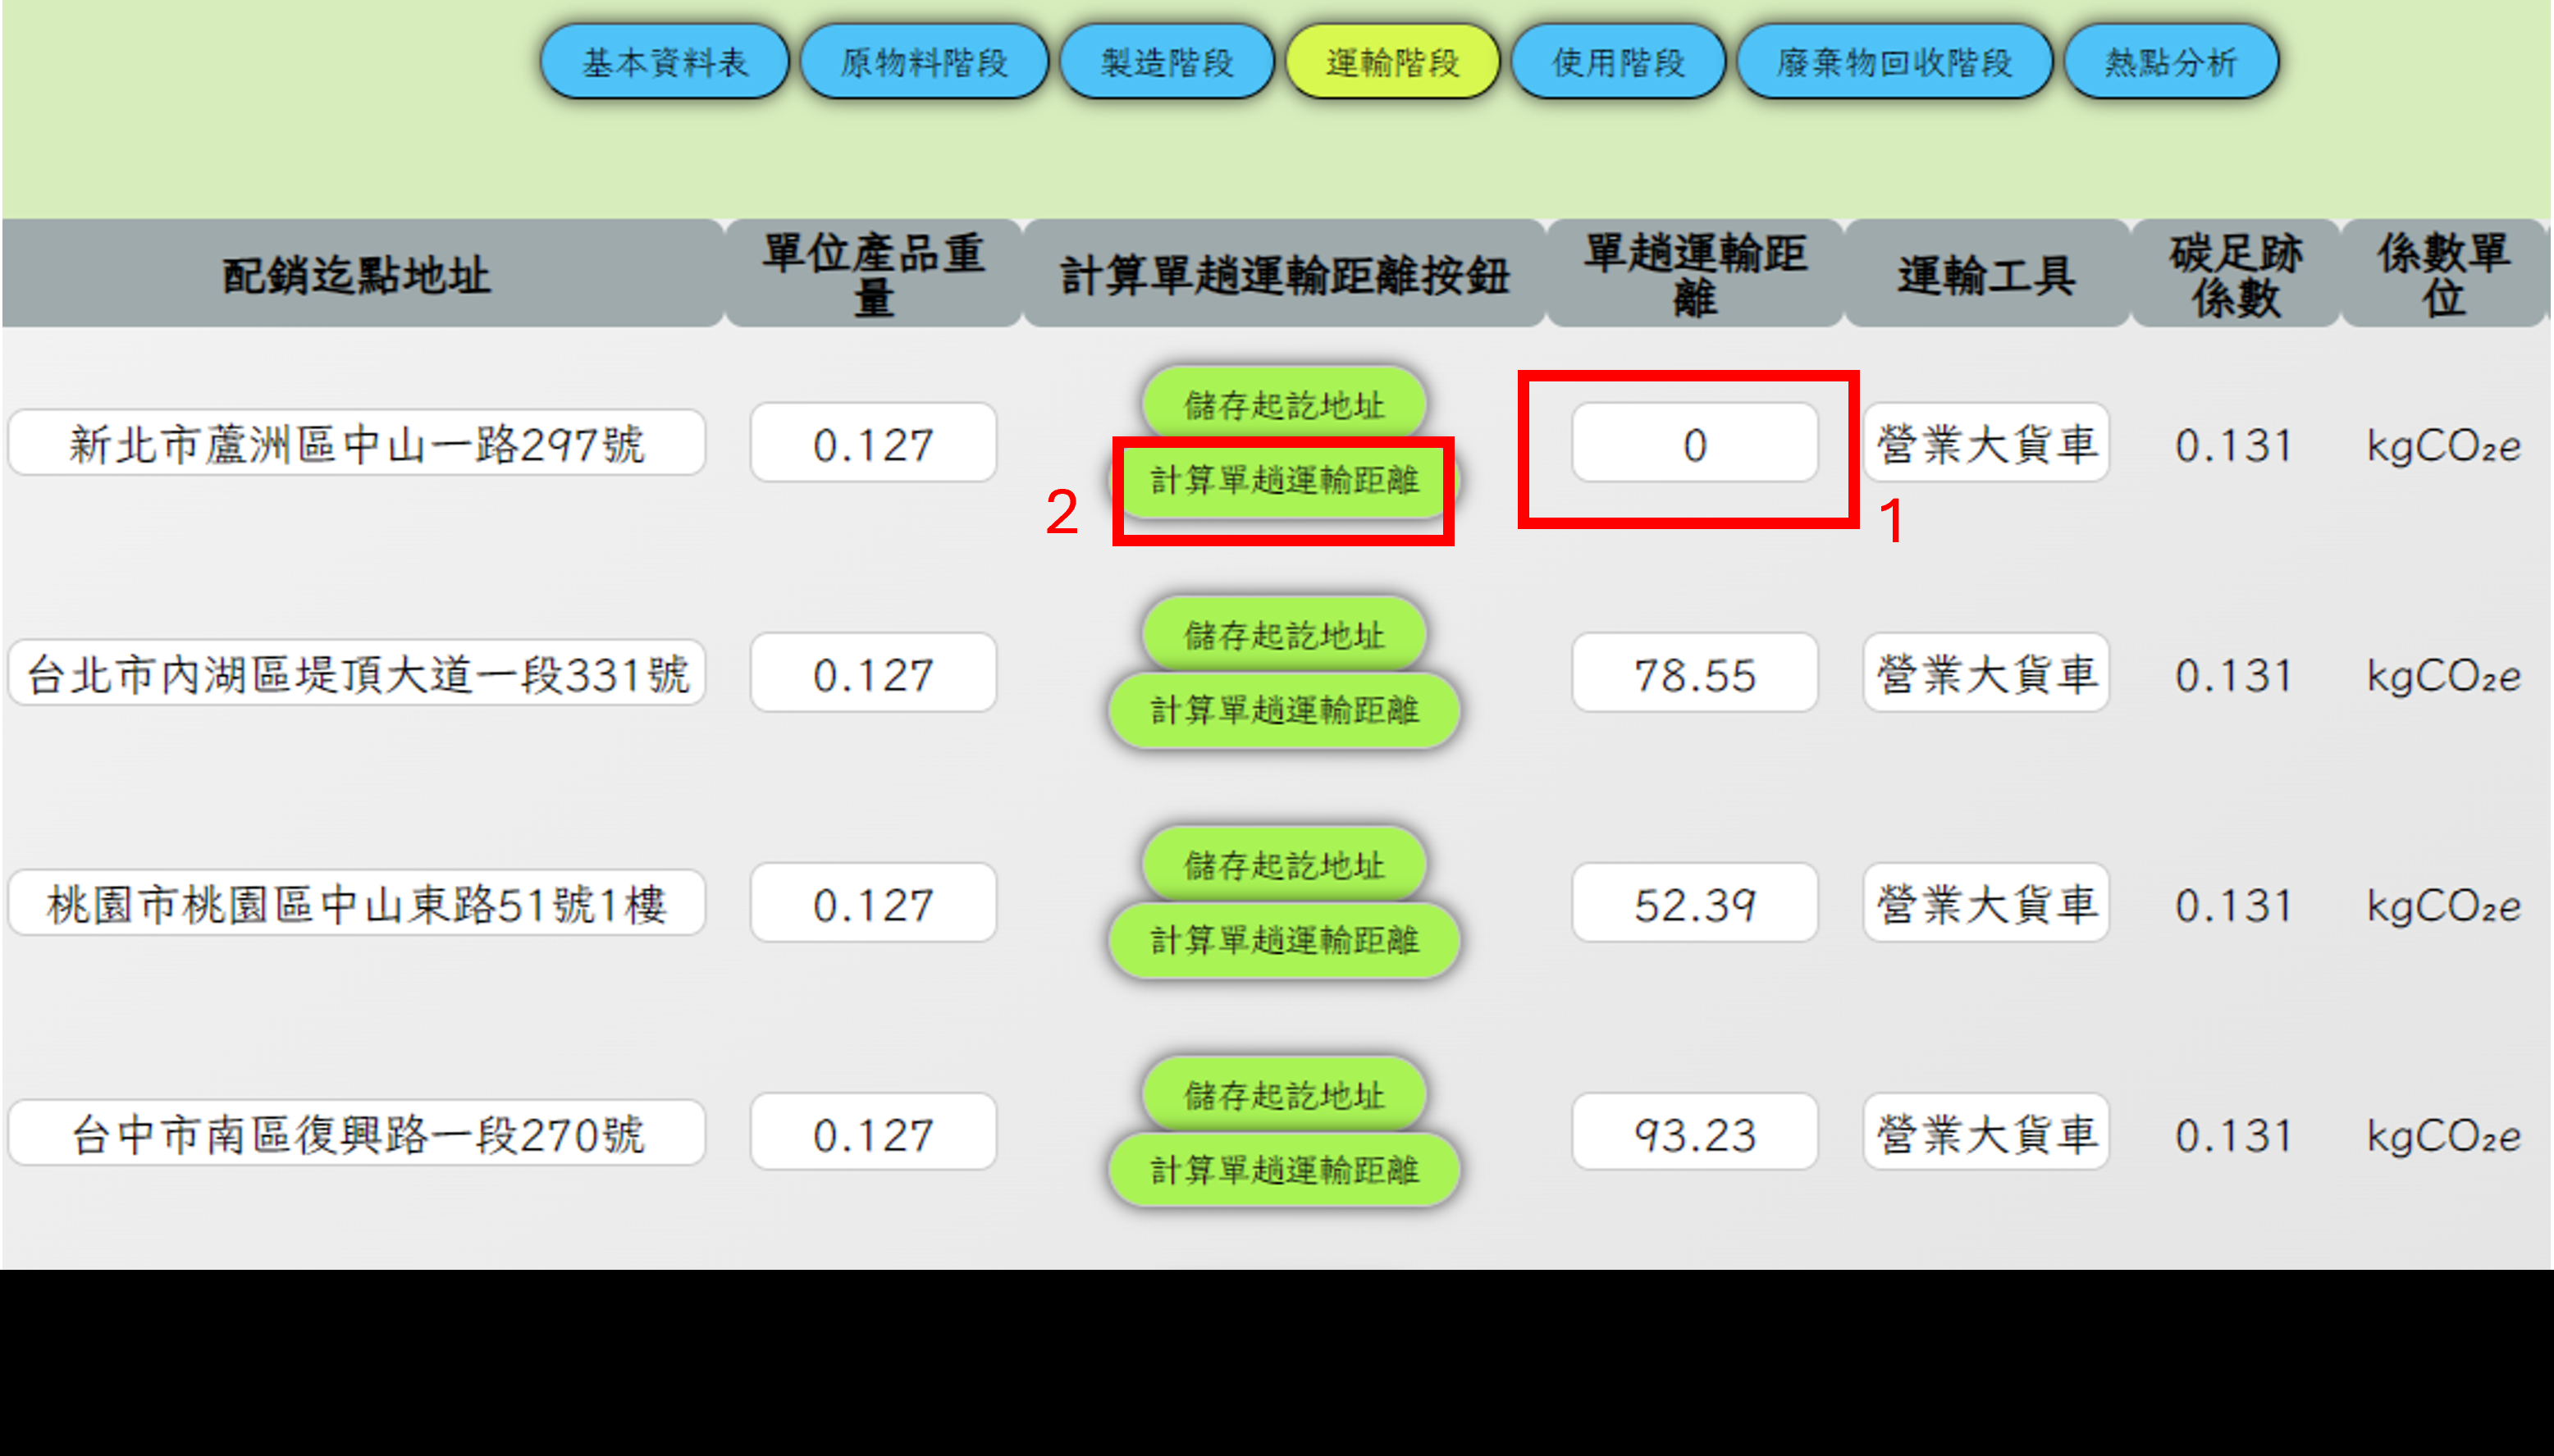 基本資料表 原物料階段 製造階段 運輸階段 使用階段 廢棄物回收階段 熱點分析
配銷迄點地址 單位產品重量 計算單趟運輸距離按鈕 單趟運輸距離 運輸工具 碳足跡係數 係數單位
儲存起訖地址
新北市蘆洲區中山一路297號 0.127 0 營業大貨車 0.131 kgCO₂e
計算單趟運輸距離
2 1
儲存起訖地址
台北市內湖區堤頂大道一段331號 0.127 78.55 營業大貨車 0.131 kgCO₂e
計算單趟運輸距離
儲存起訖地址
桃園市桃園區中山東路51號1樓 0.127 52.39 營業大貨車 0.131 kgCO₂e
計算單趟運輸距離
儲存起訖地址
台中市南區復興路一段270號 0.127 93.23 營業大貨車 0.131 kgCO₂e
計算單趟運輸距離